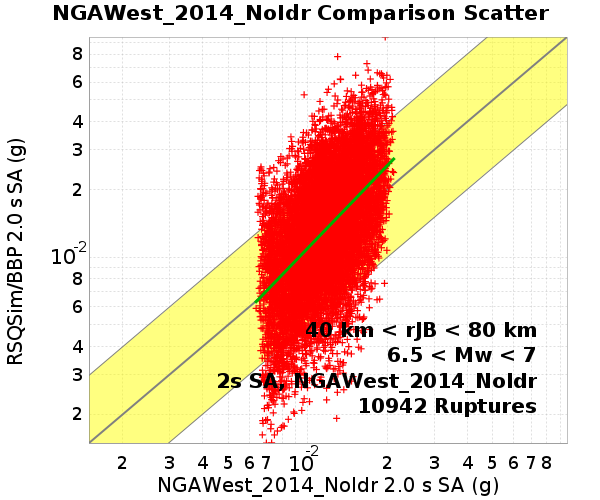 NGAWest_2014_NoIdr Comparison Scatter
8
6
4
3
2
10-2
8
6
4
3
2
RSQSim/BBP 2.0 s SA (g)
40 km < rJB < 80 km
6.5 < Mw < 7
2s SA, NGAWest_2014_NoIdr
10942 Ruptures
2 3 4 5 6 7 10-2 2 3 4 5 6 7 8
NGAWest_2014_NoIdr 2.0 s SA (g)